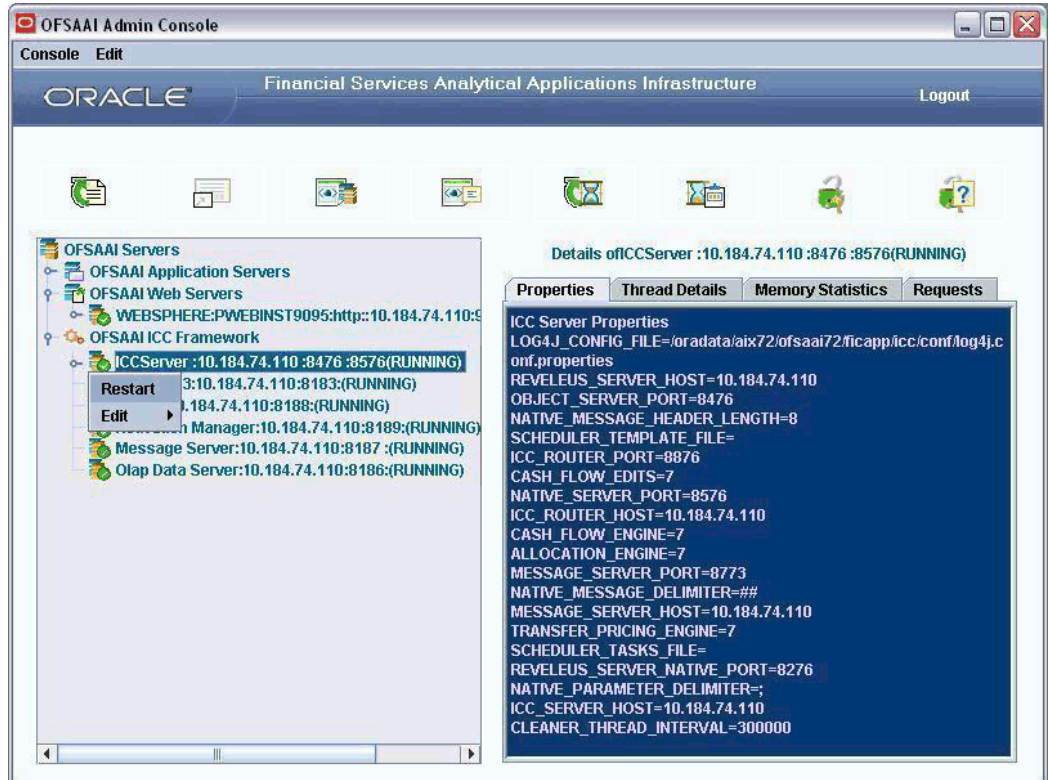 OFSAAI Admin Console
Console Edit
ORACLE
Financial Services Analytical Applications Infrastructure
Logout
OFSAAI Servers
OFSAAI Application Servers
OFSAAI Web Servers
WEBSPHERE:PWEBINST9095:http::10.184.74.110:9
OFSAAI ICC Framework
ICCServer :10.184.74.110 :8476 :8576(RUNNING)
Restart
3:10.184.74.110:8183:(RUNNING)
Edit
.184.74.110:8188:(RUNNING)
Manager:10.184.74.110:8189:(RUNNING)
Message Server:10.184.74.110:8187 :(RUNNING)
Olap Data Server:10.184.74.110:8186:(RUNNING)
Details ofICCServer :10.184.74.110 :8476 :8576(RUNNING)
Properties Thread Details Memory Statistics Requests
ICC Server Properties
LOG4J_CONFIG_FILE=/oradata/aix72/ofsaai72/ficapp/icc/conf/log4j.c
onf.properties
REVELEUS_SERVER_HOST=10.184.74.110
OBJECT_SERVER_PORT=8476
NATIVE_MESSAGE_HEADER_LENGTH=8
SCHEDULER_TEMPLATE_FILE=
ICC_ROUTER_PORT=8876
CASH_FLOW_EDITS=7
NATIVE_SERVER_PORT=8576
ICC_ROUTER_HOST=10.184.74.110
CASH_FLOW_ENGINE=7
ALLOCATION_ENGINE=7
MESSAGE_SERVER_PORT=8773
NATIVE_MESSAGE_DELIMITER=##
MESSAGE_SERVER_HOST=10.184.74.110
TRANSFER_PRICING_ENGINE=7
SCHEDULER_TASKS_FILE=
REVELEUS_SERVER_NATIVE_PORT=8276
NATIVE_PARAMETER_DELIMITER=;
ICC_SERVER_HOST=10.184.74.110
CLEANER_THREAD_INTERVAL=300000